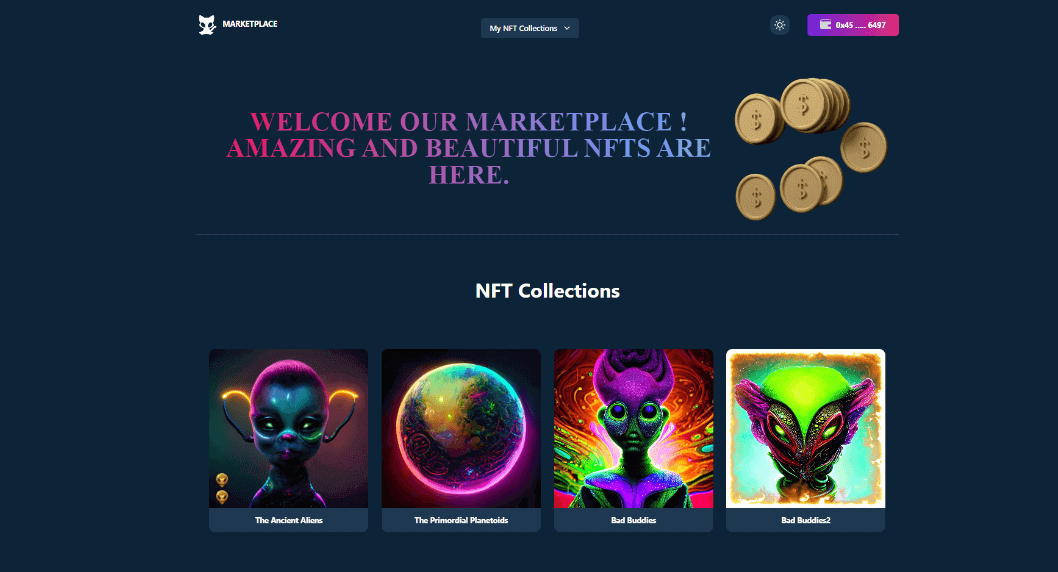 MARKETPLACE
My NFT Collections
0x45 ..... 6497
WELCOME OUR MARKETPLACE !
AMAZING AND BEAUTIFUL NFTS ARE
HERE.
NFT Collections
The Ancient Aliens
The Primordial Planetoids
Bad Buddies
Bad Buddies2